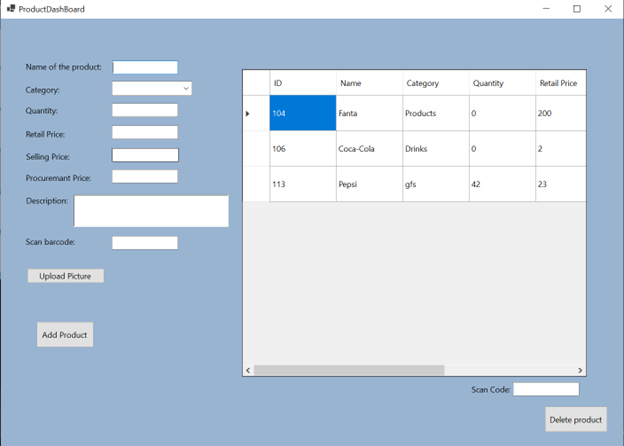 ProductDashBoard
Name of the product:
Category:
Quantity:
Retail Price:
Selling Price:
Procuremant Price:
Description:
Scan barcode:
Upload Picture
Add Product
ID Name Category Quantity Retail Price
104 Fanta Products 0 200
106 Coca-Cola Drinks 0 2
113 Pepsi gfs 42 23
Scan Code:
Delete product